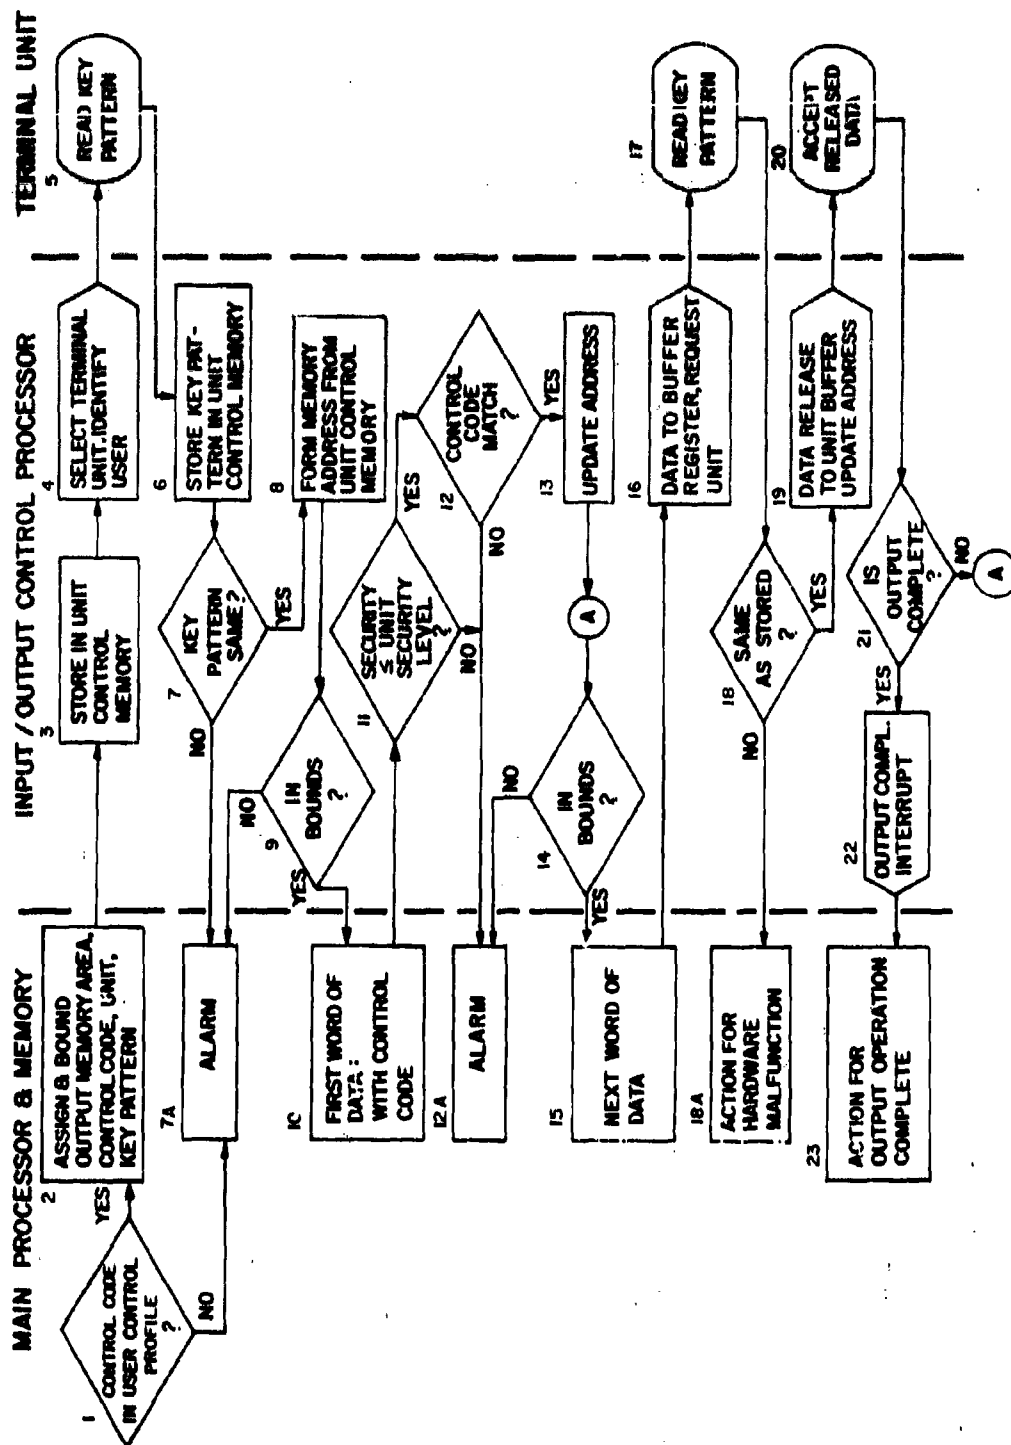 MAIN PROCESSOR & MEMORY
INPUT/OUTPUT CONTROL PROCESSOR
TERMINAL UNIT
1
CONTROL CODE
IN USER CONTROL
PROFILE
?
YES
NO
2
ASSIGN & BOUND
OUTPUT MEMORY AREA,
CONTROL CODE, UNIT,
KEY PATTERN
3
STORE IN UNIT
CONTROL
MEMORY
4
SELECT TERMINAL
UNIT.IDENTIFY
USER
5
READ KEY
PATTERN
6
STORE KEY PAT-
TERN IN UNIT
CONTROL MEMORY
7
KEY
PATTERN
SAME?
NO
YES
7A
ALARM
8
FORM MEMORY
ADDRESS FROM
UNIT CONTROL
MEMORY
9
IN
BOUNDS
?
NO
YES
10
FIRST WORD OF
DATA;
WITH CONTROL
CODE
11
SECURITY
≤ UNIT
SECURITY
LEVEL
?
YES
NO
12
CONTROL
CODE
MATCH
?
NO
YES
12A
ALARM
13
UPDATE ADDRESS
A
14
IN
BOUNDS
?
NO
YES
15
NEXT WORD OF
DATA
16
DATA TO BUFFER
REGISTER, REQUEST
UNIT
17
READ KEY
PATTERN
18
SAME
AS STORED
?
NO
YES
18A
ACTION FOR
HARDWARE
MALFUNCTION
19
DATA RELEASE
TO UNIT BUFFER
UPDATE ADDRESS
20
ACCEPT
RELEASED
DATA
21
IS
OUTPUT
COMPLETE
?
NO
A
YES
22
OUTPUT COMPL.
INTERRUPT
23
ACTION FOR
OUTPUT OPERATION
COMPLETE